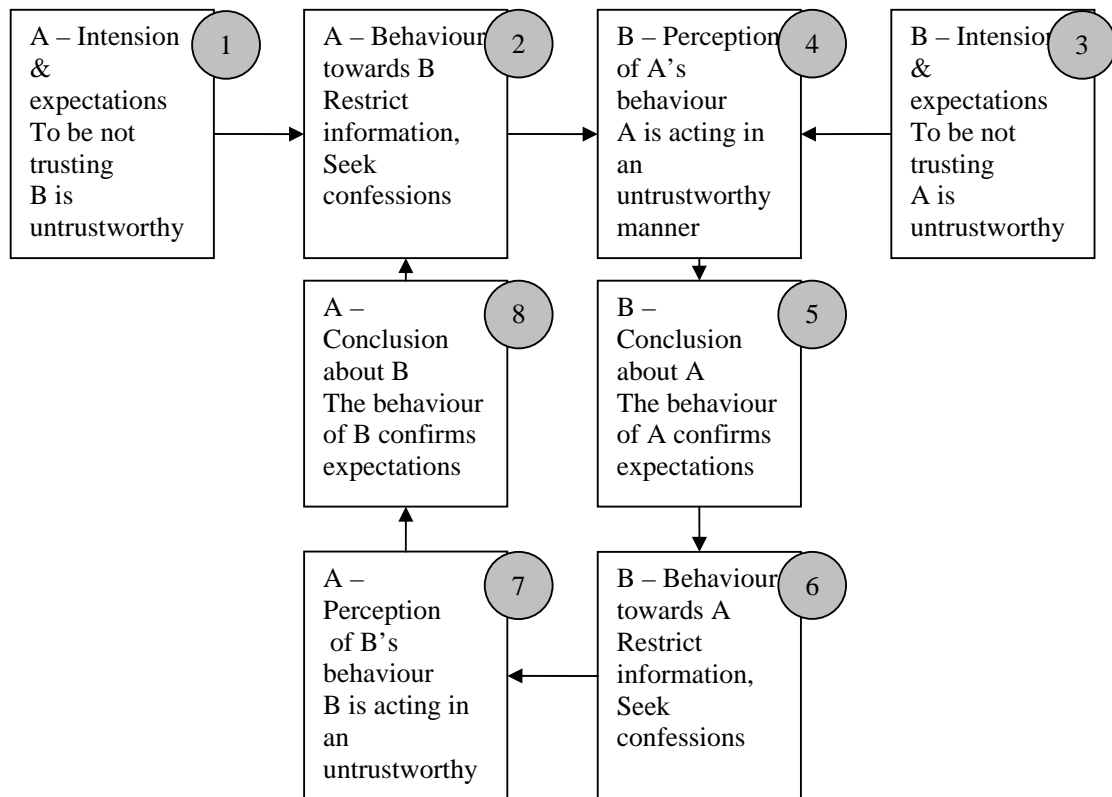 A – Intension
&
expectations
To be not
trusting
B is
untrustworthy
1
A – Behaviour
towards B
Restrict
information,
Seek
confessions
2
B – Perception
of A’s
behaviour
A is acting in
an
untrustworthy
manner
4
B – Intension
&
expectations
To be not
trusting
A is
untrustworthy
3
A –
Conclusion
about B
The behaviour
of B confirms
expectations
8
B –
Conclusion
about A
The behaviour
of A confirms
expectations
5
A –
Perception
of B’s
behaviour
B is acting in
an
untrustworthy
7
B – Behaviour
towards A
Restrict
information,
Seek
confessions
6